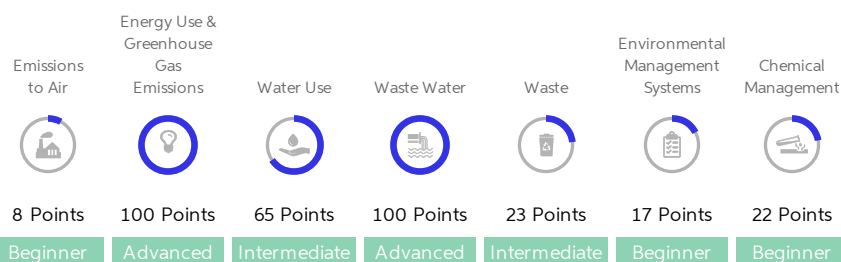 Emissions
to Air
Energy Use &
Greenhouse
Gas
Emissions
Water Use
Waste Water
Waste
Environmental
Management
Systems
Chemical
Management
8 Points
100 Points
65 Points
100 Points
23 Points
17 Points
22 Points
Beginner
Advanced
Intermediate
Advanced
Intermediate
Beginner
Beginner